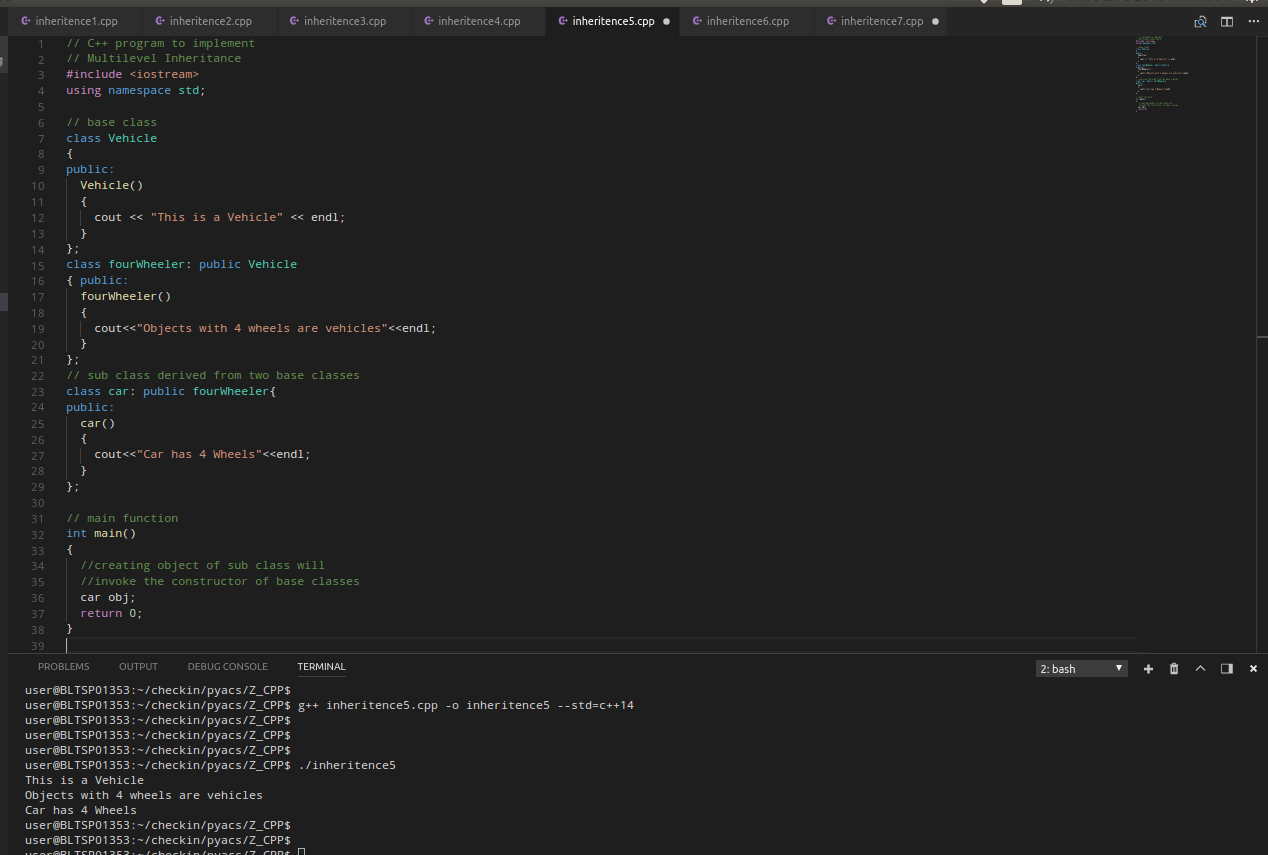 inheritence1.cpp inheritence2.cpp inheritence3.cpp inheritence4.cpp inheritence5.cpp inheritence6.cpp inheritence7.cpp
1 // C++ program to implement
2 // Multilevel Inheritance
3 #include <iostream>
4 using namespace std;
5
6 // base class
7 class Vehicle
8 {
9 public:
10 Vehicle()
11 {
12 cout << "This is a Vehicle" << endl;
13 }
14 };
15 class fourWheeler: public Vehicle
16 { public:
17 fourWheeler()
18 {
19 cout<<"Objects with 4 wheels are vehicles"<<endl;
20 }
21 };
22 // sub class derived from two base classes
23 class car: public fourWheeler{
24 public:
25 car()
26 {
27 cout<<"Car has 4 Wheels"<<endl;
28 }
29 };
30
31 // main function
32 int main()
33 {
34 //creating object of sub class will
35 //invoke the constructor of base classes
36 car obj;
37 return 0;
38 }
39
PROBLEMS OUTPUT DEBUG CONSOLE TERMINAL 2: bash
user@BLTSP01353:~/checkin/pyacs/Z_CPP$
user@BLTSP01353:~/checkin/pyacs/Z_CPP$ g++ inheritence5.cpp -o inheritence5 --std=c++14
user@BLTSP01353:~/checkin/pyacs/Z_CPP$
user@BLTSP01353:~/checkin/pyacs/Z_CPP$
user@BLTSP01353:~/checkin/pyacs/Z_CPP$
user@BLTSP01353:~/checkin/pyacs/Z_CPP$ ./inheritence5
This is a Vehicle
Objects with 4 wheels are vehicles
Car has 4 Wheels
user@BLTSP01353:~/checkin/pyacs/Z_CPP$
user@BLTSP01353:~/checkin/pyacs/Z_CPP$
user@BLTSP01353:~/checkin/pyacs/Z_CPP$